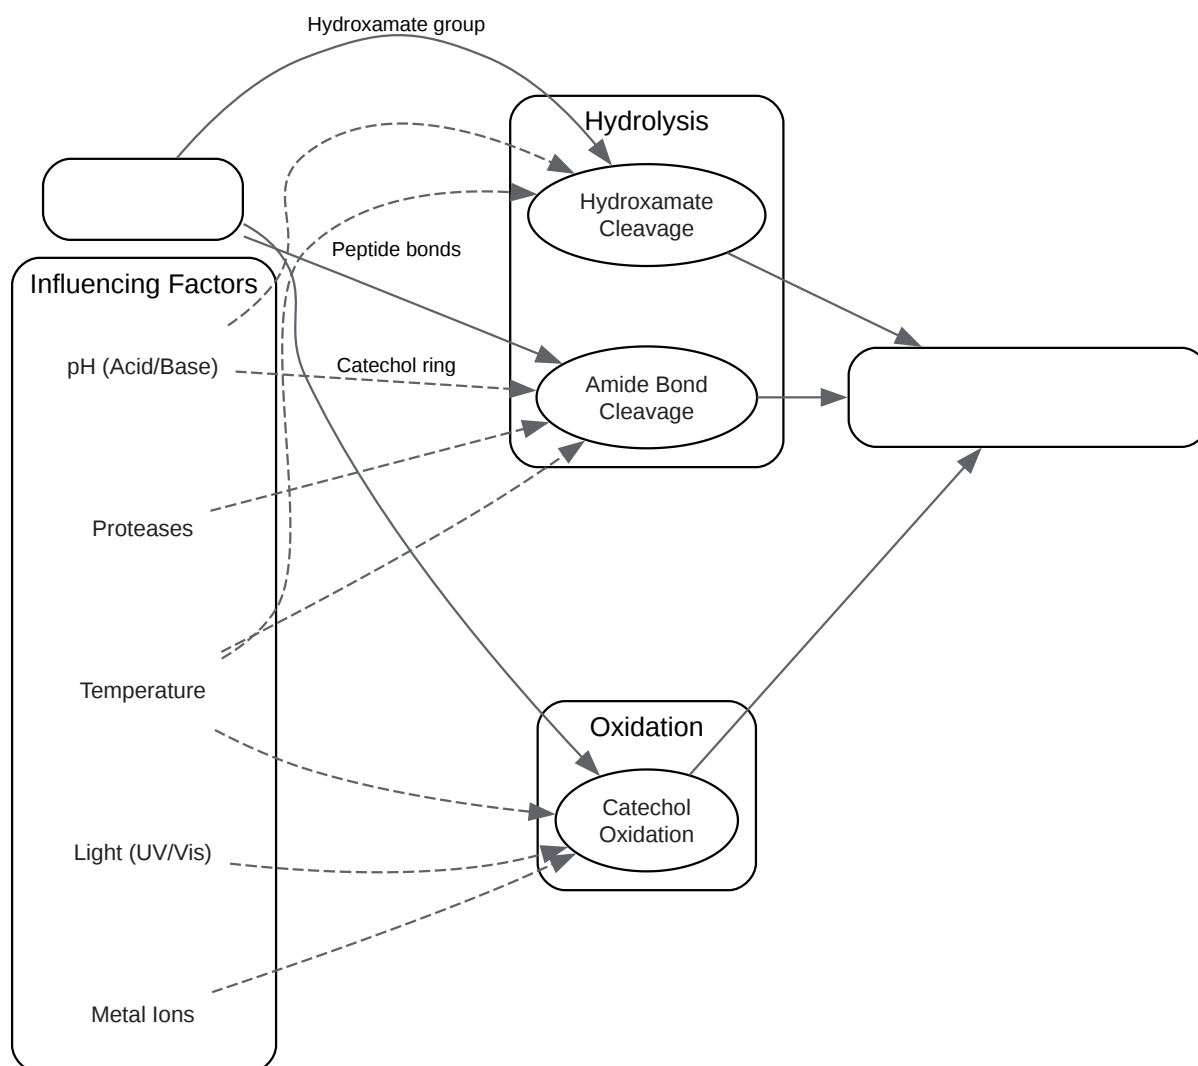 Hydroxamate group
Hydrolysis
Hydroxamate
Cleavage
Peptide bonds
Influencing Factors
pH (Acid/Base)
Catechol ring
Amide Bond
Cleavage
Proteases
Temperature
Oxidation
Catechol
Oxidation
Light (UV/Vis)
Metal Ions